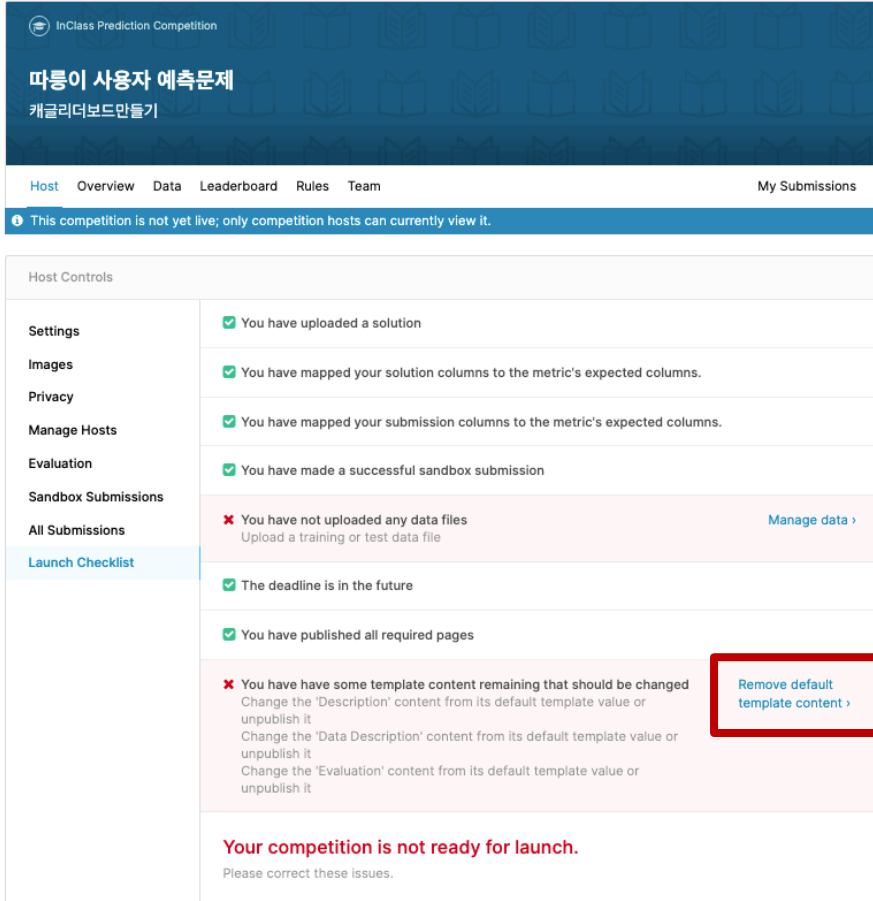 InClass Prediction Competition
따릉이 사용자 예측문제
캐글리더보드만들기
Host Overview Data Leaderboard Rules Team My Submissions
This competition is not yet live; only competition hosts can currently view it.
Host Controls
Settings
Images
Privacy
Manage Hosts
Evaluation
Sandbox Submissions
All Submissions
Launch Checklist
You have uploaded a solution
You have mapped your solution columns to the metric's expected columns.
You have mapped your submission columns to the metric's expected columns.
You have made a successful sandbox submission
You have not uploaded any data files Manage data ›
Upload a training or test data file
The deadline is in the future
You have published all required pages
You have have some template content remaining that should be changed
Change the 'Description' content from its default template value or
unpublish it
Change the 'Data Description' content from its default template value or
unpublish it
Change the 'Evaluation' content from its default template value or
unpublish it
Remove default
template content ›
Your competition is not ready for launch.
Please correct these issues.